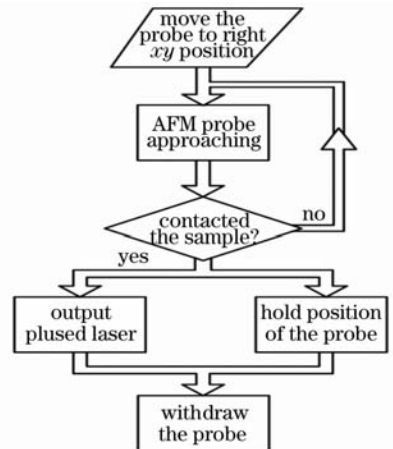 move the
probe to right
xy position
AFM probe
approaching
contacted
the sample?
no
yes
output
plused laser
hold position
of the probe
withdraw
the probe